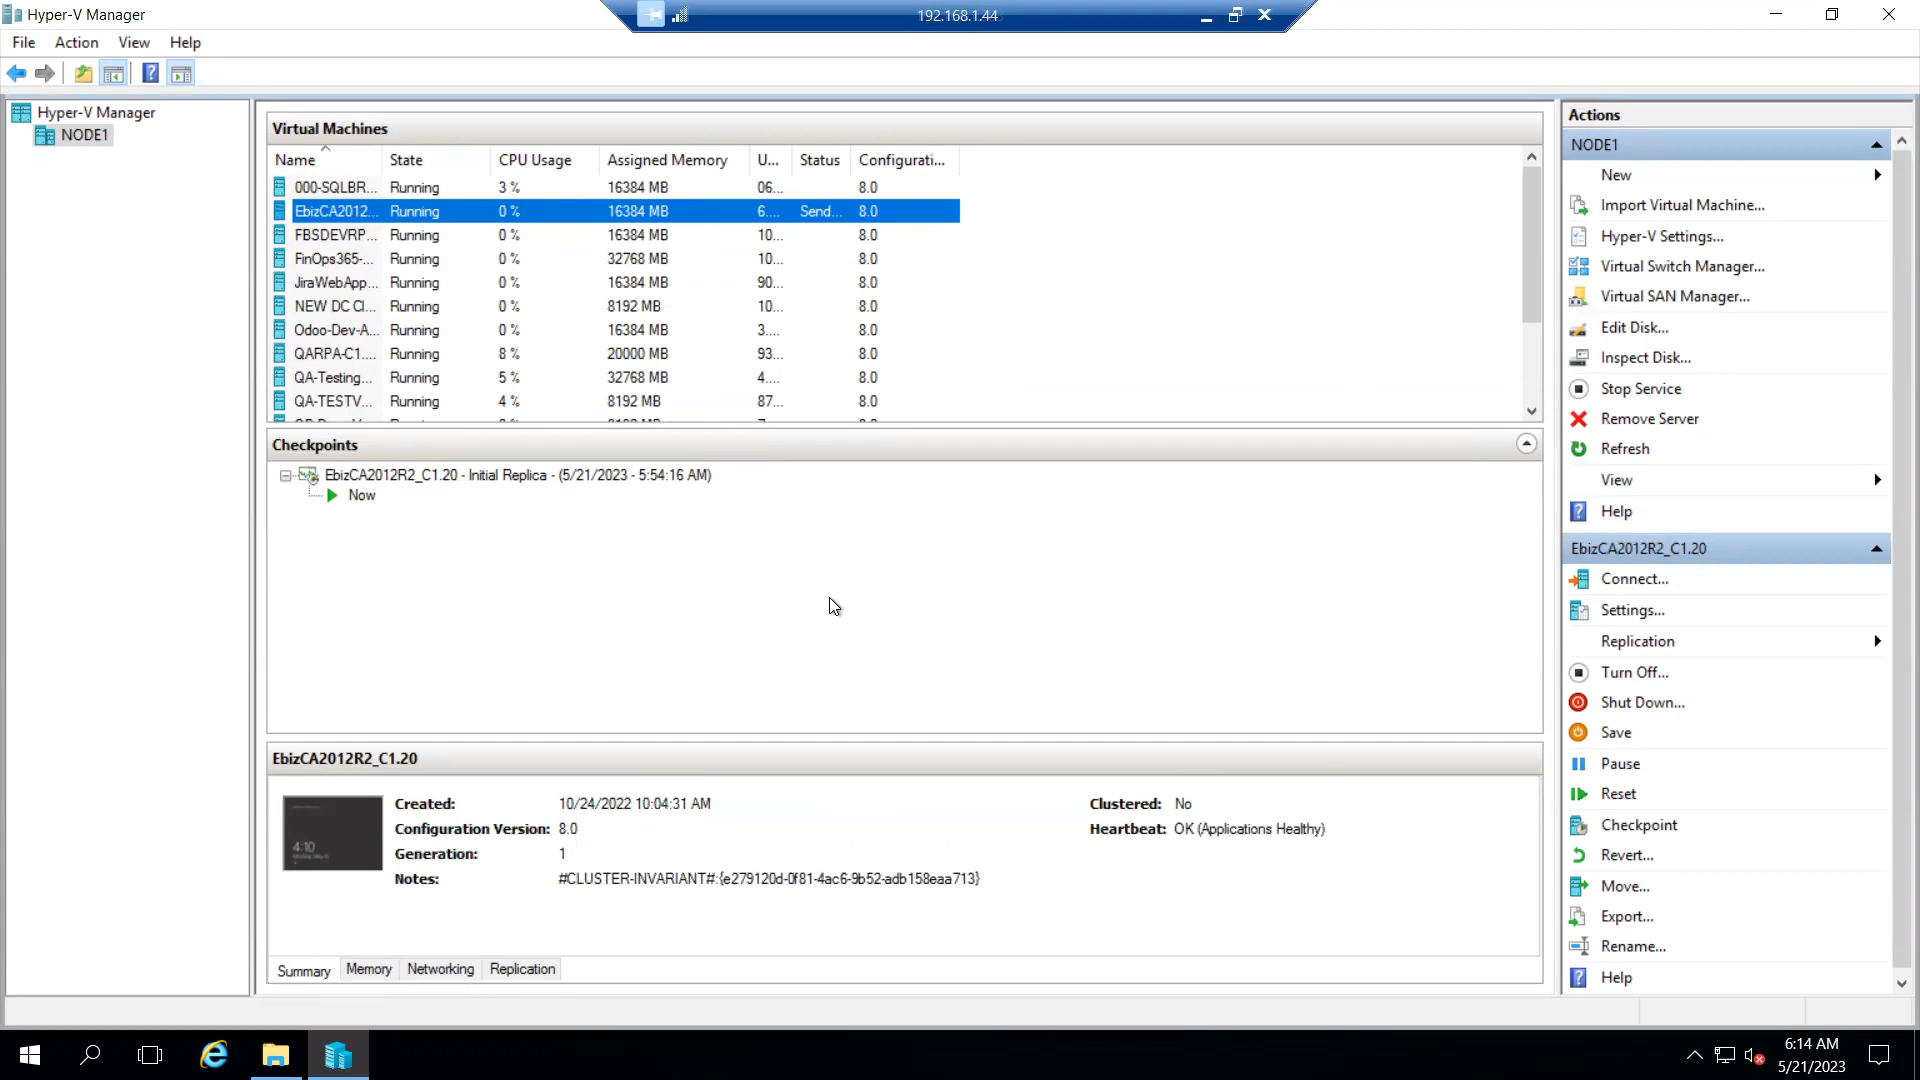 Hyper-V Manager
192.168.1.44
File Action View Help
Hyper-V Manager
NODE1
Virtual Machines
Name State CPU Usage Assigned Memory U... Status Configurati...
000-SQLBR... Running 3 % 16384 MB 06... 8.0
EbizCA2012... Running 0 % 16384 MB 6.... Send... 8.0
FBSDEVRP... Running 0 % 16384 MB 10... 8.0
FinOps365-... Running 0 % 32768 MB 10... 8.0
JiraWebApp... Running 0 % 16384 MB 90... 8.0
NEW DC Cl... Running 0 % 8192 MB 10... 8.0
Odoo-Dev-A... Running 0 % 16384 MB 3.... 8.0
QARPA-C1.... Running 8 % 20000 MB 93... 8.0
QA-Testing... Running 5 % 32768 MB 4.... 8.0
QA-TESTV... Running 4 % 8192 MB 87... 8.0
Checkpoints
EbizCA2012R2_C1.20 - Initial Replica - (5/21/2023 - 5:54:16 AM)
Now
EbizCA2012R2_C1.20
4:10
Created: 10/24/2022 10:04:31 AM
Configuration Version: 8.0
Generation: 1
Notes: #CLUSTER-INVARIANT#:{e279120d-0f81-4ac6-9b52-adb158eaa713}
Clustered: No
Heartbeat: OK (Applications Healthy)
Summary Memory Networking Replication
Actions
NODE1
New
Import Virtual Machine...
Hyper-V Settings...
Virtual Switch Manager...
Virtual SAN Manager...
Edit Disk...
Inspect Disk...
Stop Service
Remove Server
Refresh
View
Help
EbizCA2012R2_C1.20
Connect...
Settings...
Replication
Turn Off...
Shut Down...
Save
Pause
Reset
Checkpoint
Revert...
Move...
Export...
Rename...
Help
6:14 AM
5/21/2023